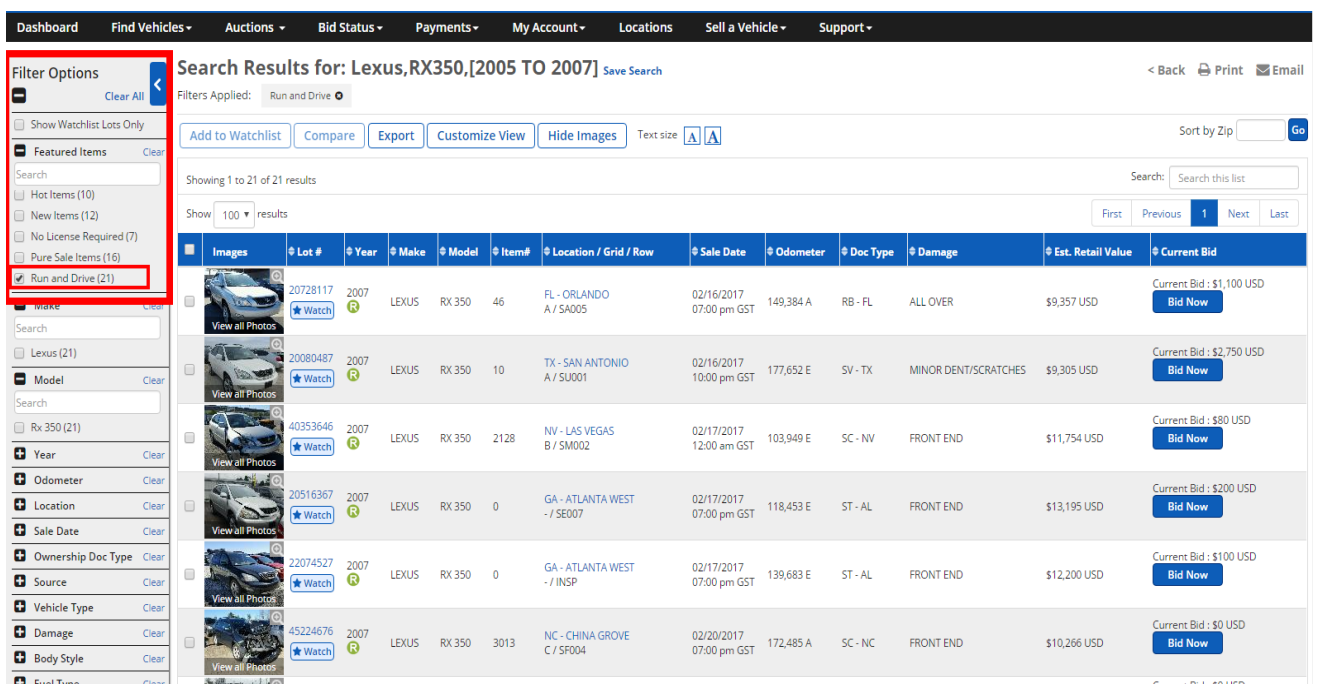 Dashboard Find Vehicles Auctions Bid Status Payments My Account Locations Sell a Vehicle Support
Filter Options
Clear All
Show Watchlist Lots Only
Featured Items Clear
Search
Hot Items (10)
New Items (12)
No License Required (7)
Pure Sale Items (16)
Run and Drive (21)
Make Clear
Search
Lexus (21)
Model Clear
Search
Rx 350 (21)
Year Clear
Odometer Clear
Location Clear
Sale Date Clear
Ownership Doc Type Clear
Source Clear
Vehicle Type Clear
Damage Clear
Body Style Clear
Fuel Type Clear
Search Results for: Lexus,RX350,[2005 TO 2007] Save Search
< Back Print Email
Filters Applied: Run and Drive
Add to Watchlist Compare Export Customize View Hide Images Text size A A
Sort by Zip Go
Showing 1 to 21 of 21 results
Search: Search this list
Show 100 results
First Previous 1 Next Last
Images Lot # Year Make Model Item# Location / Grid / Row Sale Date Odometer Doc Type Damage Est. Retail Value Current Bid
View all Photos 20728117 Watch 2007 R LEXUS RX 350 46 FL - ORLANDO A / SA005 02/16/2017 07:00 pm GST 149,384 A RB - FL ALL OVER $9,357 USD Current Bid : $1,100 USD Bid Now
View all Photos 20080487 Watch 2007 R LEXUS RX 350 10 TX - SAN ANTONIO A / SU001 02/16/2017 10:00 pm GST 177,652 E SV - TX MINOR DENT/SCRATCHES $9,305 USD Current Bid : $2,750 USD Bid Now
View all Photos 40353646 Watch 2007 R LEXUS RX 350 2128 NV - LAS VEGAS B / SM002 02/17/2017 12:00 am GST 103,949 E SC - NV FRONT END $11,754 USD Current Bid : $80 USD Bid Now
View all Photos 20516367 Watch 2007 R LEXUS RX 350 0 GA - ATLANTA WEST - / SE007 02/17/2017 07:00 pm GST 118,453 E ST - AL FRONT END $13,195 USD Current Bid : $200 USD Bid Now
View all Photos 22074527 Watch 2007 R LEXUS RX 350 0 GA - ATLANTA WEST - / INSP 02/17/2017 07:00 pm GST 139,683 E ST - AL FRONT END $12,200 USD Current Bid : $100 USD Bid Now
View all Photos 45224676 Watch 2007 R LEXUS RX 350 3013 NC - CHINA GROVE C / SF004 02/20/2017 07:00 pm GST 172,485 A SC - NC FRONT END $10,266 USD Current Bid : $0 USD Bid Now